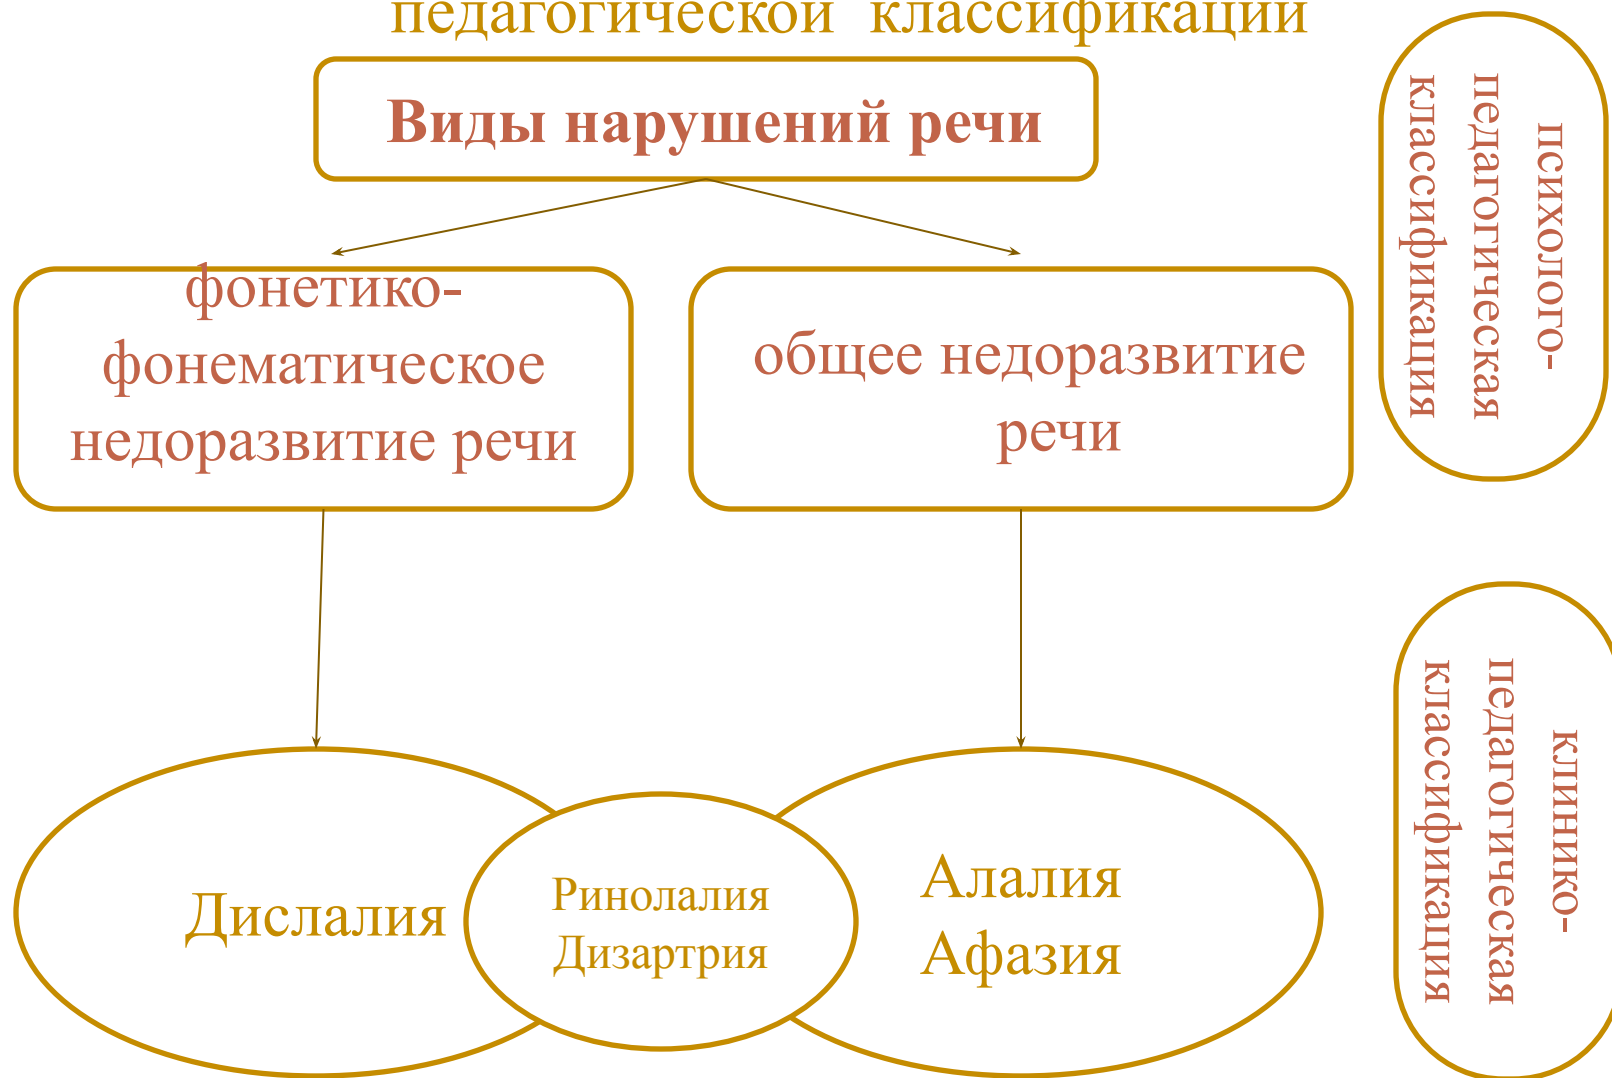 педагогической классификации
Виды нарушений речи
фонетико-
фонематическое
недоразвитие речи
общее недоразвитие
речи
психолого-
педагогическая
классификация
Дислалия
Ринолалия
Дизартрия
Алалия
Афазия
клинико-
педагогическая
классификация